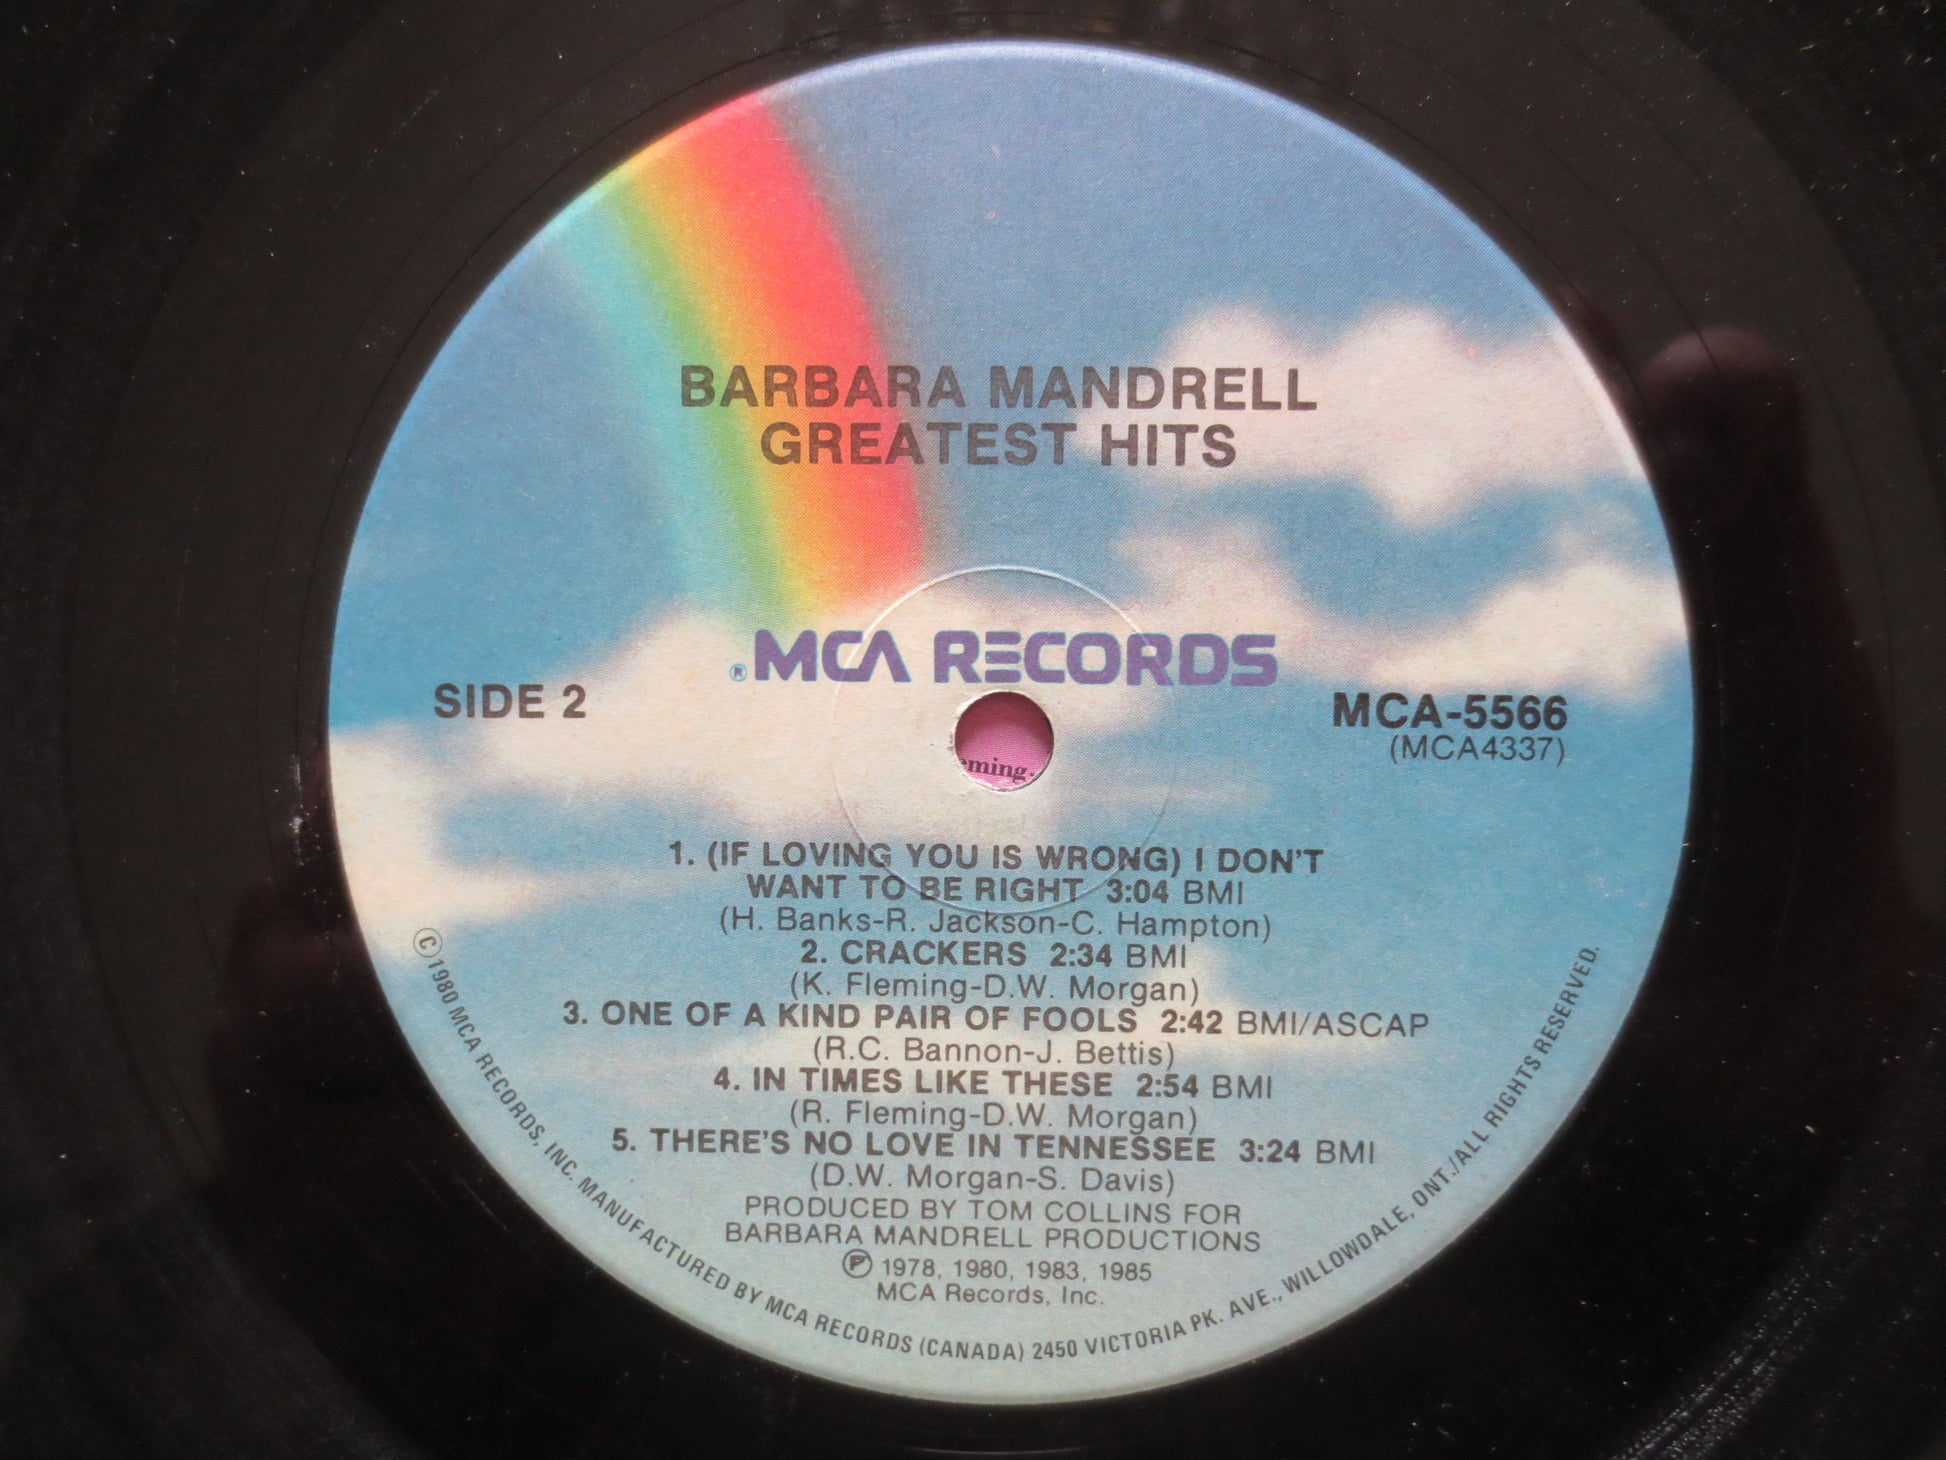 BARBARA MANDRELL
GREATEST HITS
®MCA RECORDS
SIDE 2
MCA-5566
(MCA4337)
eming.
1. (IF LOVING YOU IS WRONG) I DON'T
WANT TO BE RIGHT 3:04 BMI
(H. Banks-R. Jackson-C. Hampton)
2. CRACKERS 2:34 BMI
(K. Fleming-D.W. Morgan)
3. ONE OF A KIND PAIR OF FOOLS 2:42 BMI/ASCAP
(R.C. Bannon-J. Bettis)
4. IN TIMES LIKE THESE 2:54 BMI
(R. Fleming-D.W. Morgan)
5. THERE'S NO LOVE IN TENNESSEE 3:24 BMI
(D.W. Morgan-S. Davis)
PRODUCED BY TOM COLLINS FOR
BARBARA MANDRELL PRODUCTIONS
℗ 1978, 1980, 1983, 1985
MCA Records, Inc.
©1980 MCA RECORDS, INC. MANUFACTURED BY MCA RECORDS (CANADA) 2450 VICTORIA PK. AVE., WILLOWDALE, ONT./ALL RIGHTS RESERVED.